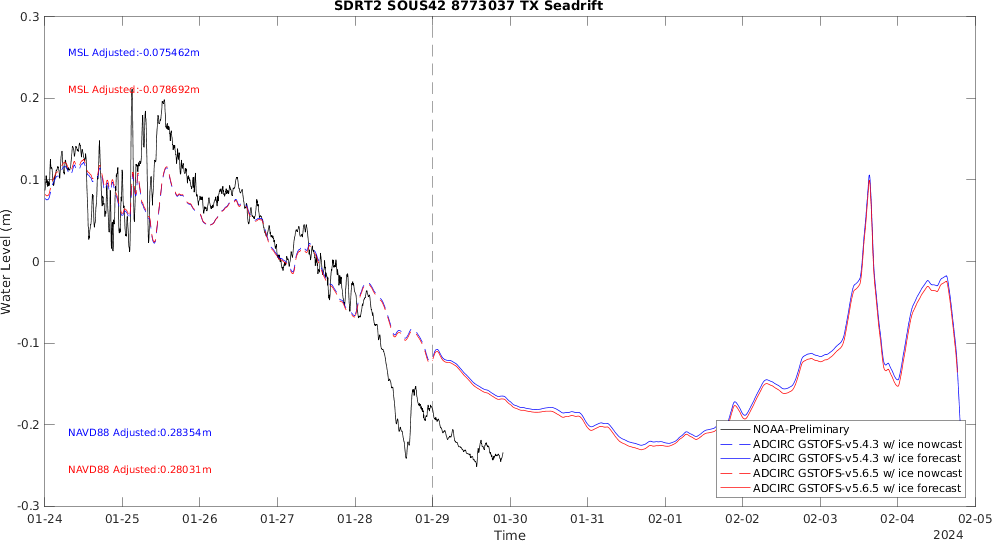 SDRT2 SOUS42 8773037 TX Seadrift
0.3
MSL Adjusted:-0.075462m
0.2
MSL Adjusted:-0.078692m
0.1
0
Water Level (m)
-0.1
-0.2
NAVD88 Adjusted:0.28354m
NAVD88 Adjusted:0.28031m
-0.3
NOAA-Preliminary
ADCIRC GSTOFS-v5.4.3 w/ ice nowcast
ADCIRC GSTOFS-v5.4.3 w/ ice forecast
ADCIRC GSTOFS-v5.6.5 w/ ice nowcast
ADCIRC GSTOFS-v5.6.5 w/ ice forecast
01-24 01-25 01-26 01-27 01-28 01-29 01-30 01-31 02-01 02-02 02-03 02-04 02-05
Time
2024